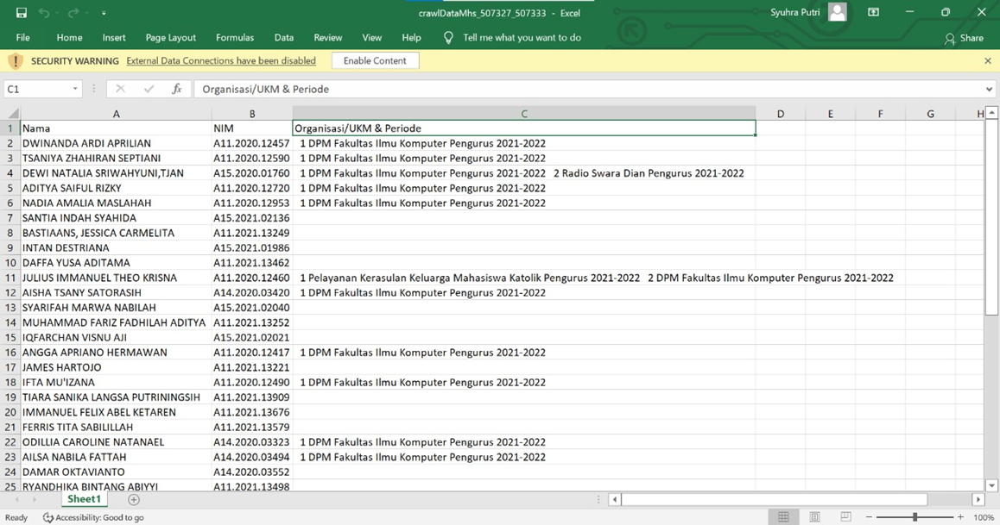 crawlDataMhs_507327_507333 - Excel
Syuhra Putri
File Home Insert Page Layout Formulas Data Review View Help Tell me what you want to do Share
SECURITY WARNING External Data Connections have been disabled Enable Content
C1 fx Organisasi/UKM & Periode
A B C D E F G H
1 Nama NIM Organisasi/UKM & Periode
2 DWINANDA ARDI APRILIAN A11.2020.12457 1 DPM Fakultas Ilmu Komputer Pengurus 2021-2022
3 TSANIYA ZHAHIRAN SEPTIANI A11.2020.12590 1 DPM Fakultas Ilmu Komputer Pengurus 2021-2022
4 DEWI NATALIA SRIWAHYUNI,TJAN A15.2020.01760 1 DPM Fakultas Ilmu Komputer Pengurus 2021-2022 2 Radio Swara Dian Pengurus 2021-2022
5 ADITYA SAIFUL RIZKY A11.2020.12720 1 DPM Fakultas Ilmu Komputer Pengurus 2021-2022
6 NADIA AMALIA MASLAHAH A11.2020.12953 1 DPM Fakultas Ilmu Komputer Pengurus 2021-2022
7 SANTIA INDAH SYAHIDA A15.2021.02136
8 BASTIAANS, JESSICA CARMELITA A11.2021.13249
9 INTAN DESTRIANA A15.2021.01986
10 DAFFA YUSA ADITAMA A11.2021.13462
11 JULIUS IMMANUEL THEO KRISNA A11.2020.12460 1 Pelayanan Kerasulan Keluarga Mahasiswa Katolik Pengurus 2021-2022 2 DPM Fakultas Ilmu Komputer Pengurus 2021-2022
12 AISHA TSANY SATORASIH A14.2020.03420 1 DPM Fakultas Ilmu Komputer Pengurus 2021-2022
13 SYARIFAH MARWA NABILAH A15.2021.02040
14 MUHAMMAD FARIZ FADHILAH ADITYA A11.2021.13252
15 IQFARCHAN VISNU AJI A15.2021.02021
16 ANGGA APRIANO HERMAWAN A11.2020.12417 1 DPM Fakultas Ilmu Komputer Pengurus 2021-2022
17 JAMES HARTOJO A11.2021.13221
18 IFTA MU'IZANA A11.2020.12490 1 DPM Fakultas Ilmu Komputer Pengurus 2021-2022
19 TIARA SANIKA LANGSA PUTRININGSIH A11.2021.13909
20 IMMANUEL FELIX ABEL KETAREN A11.2021.13676
21 FERRIS TITA SABILILLAH A11.2021.13579
22 ODILLIA CAROLINE NATANAEL A14.2020.03323 1 DPM Fakultas Ilmu Komputer Pengurus 2021-2022
23 AILSA NABILA FATTAH A14.2020.03494 1 DPM Fakultas Ilmu Komputer Pengurus 2021-2022
24 DAMAR OKTAVIANTO A14.2020.03552
25 RYANDHIKA BINTANG ABIYYI A11.2021.13498
Sheet1
Ready Accessibility: Good to go 100%